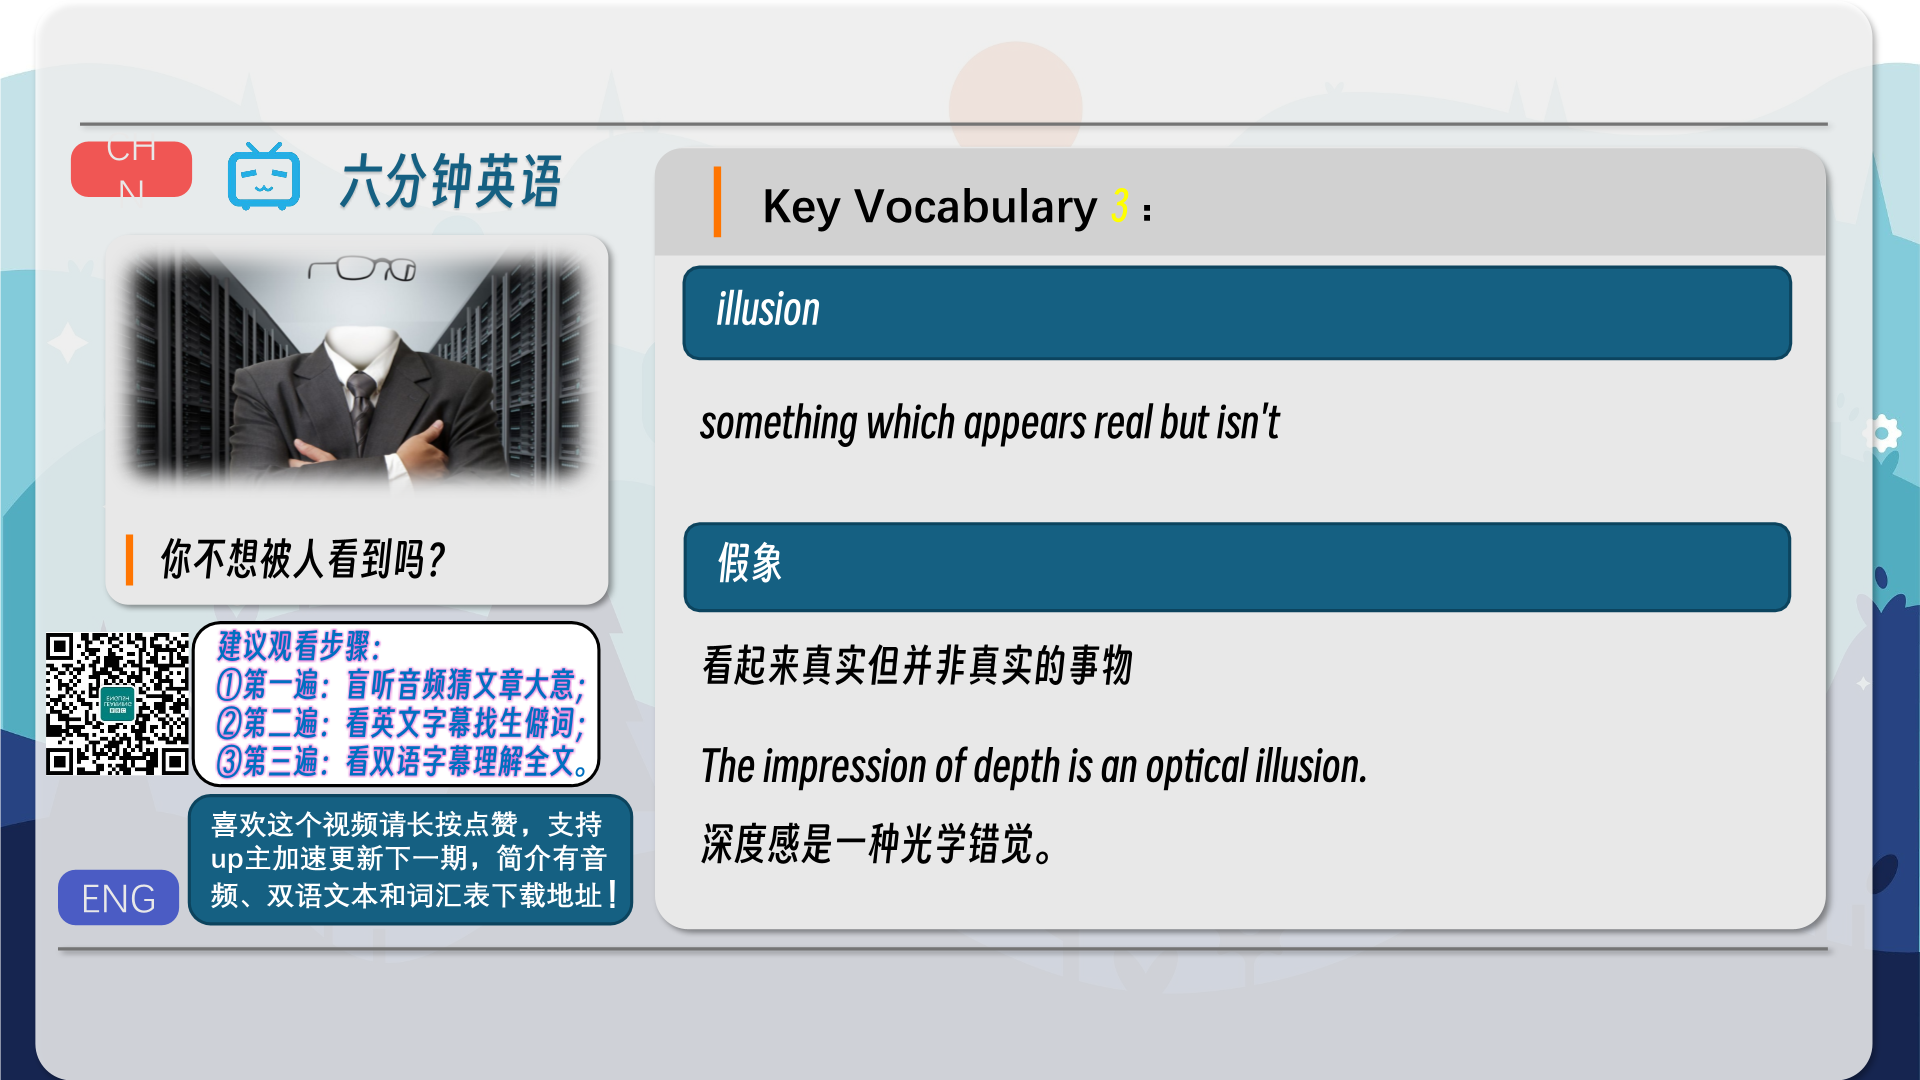 CH
N
六分钟英语
你不想被人看到吗?
建议观看步骤:
①第一遍:盲听音频猜文章大意;
②第二遍:看英文字幕找生僻词;
③第三遍:看双语字幕理解全文。
喜欢这个视频请长按点赞，支持
up主加速更新下一期，简介有音
频、双语文本和词汇表下载地址！
ENG
Key Vocabulary 3：
illusion
something which appears real but isn't
假象
看起来真实但并非真实的事物
The impression of depth is an optical illusion.
深度感是一种光学错觉。